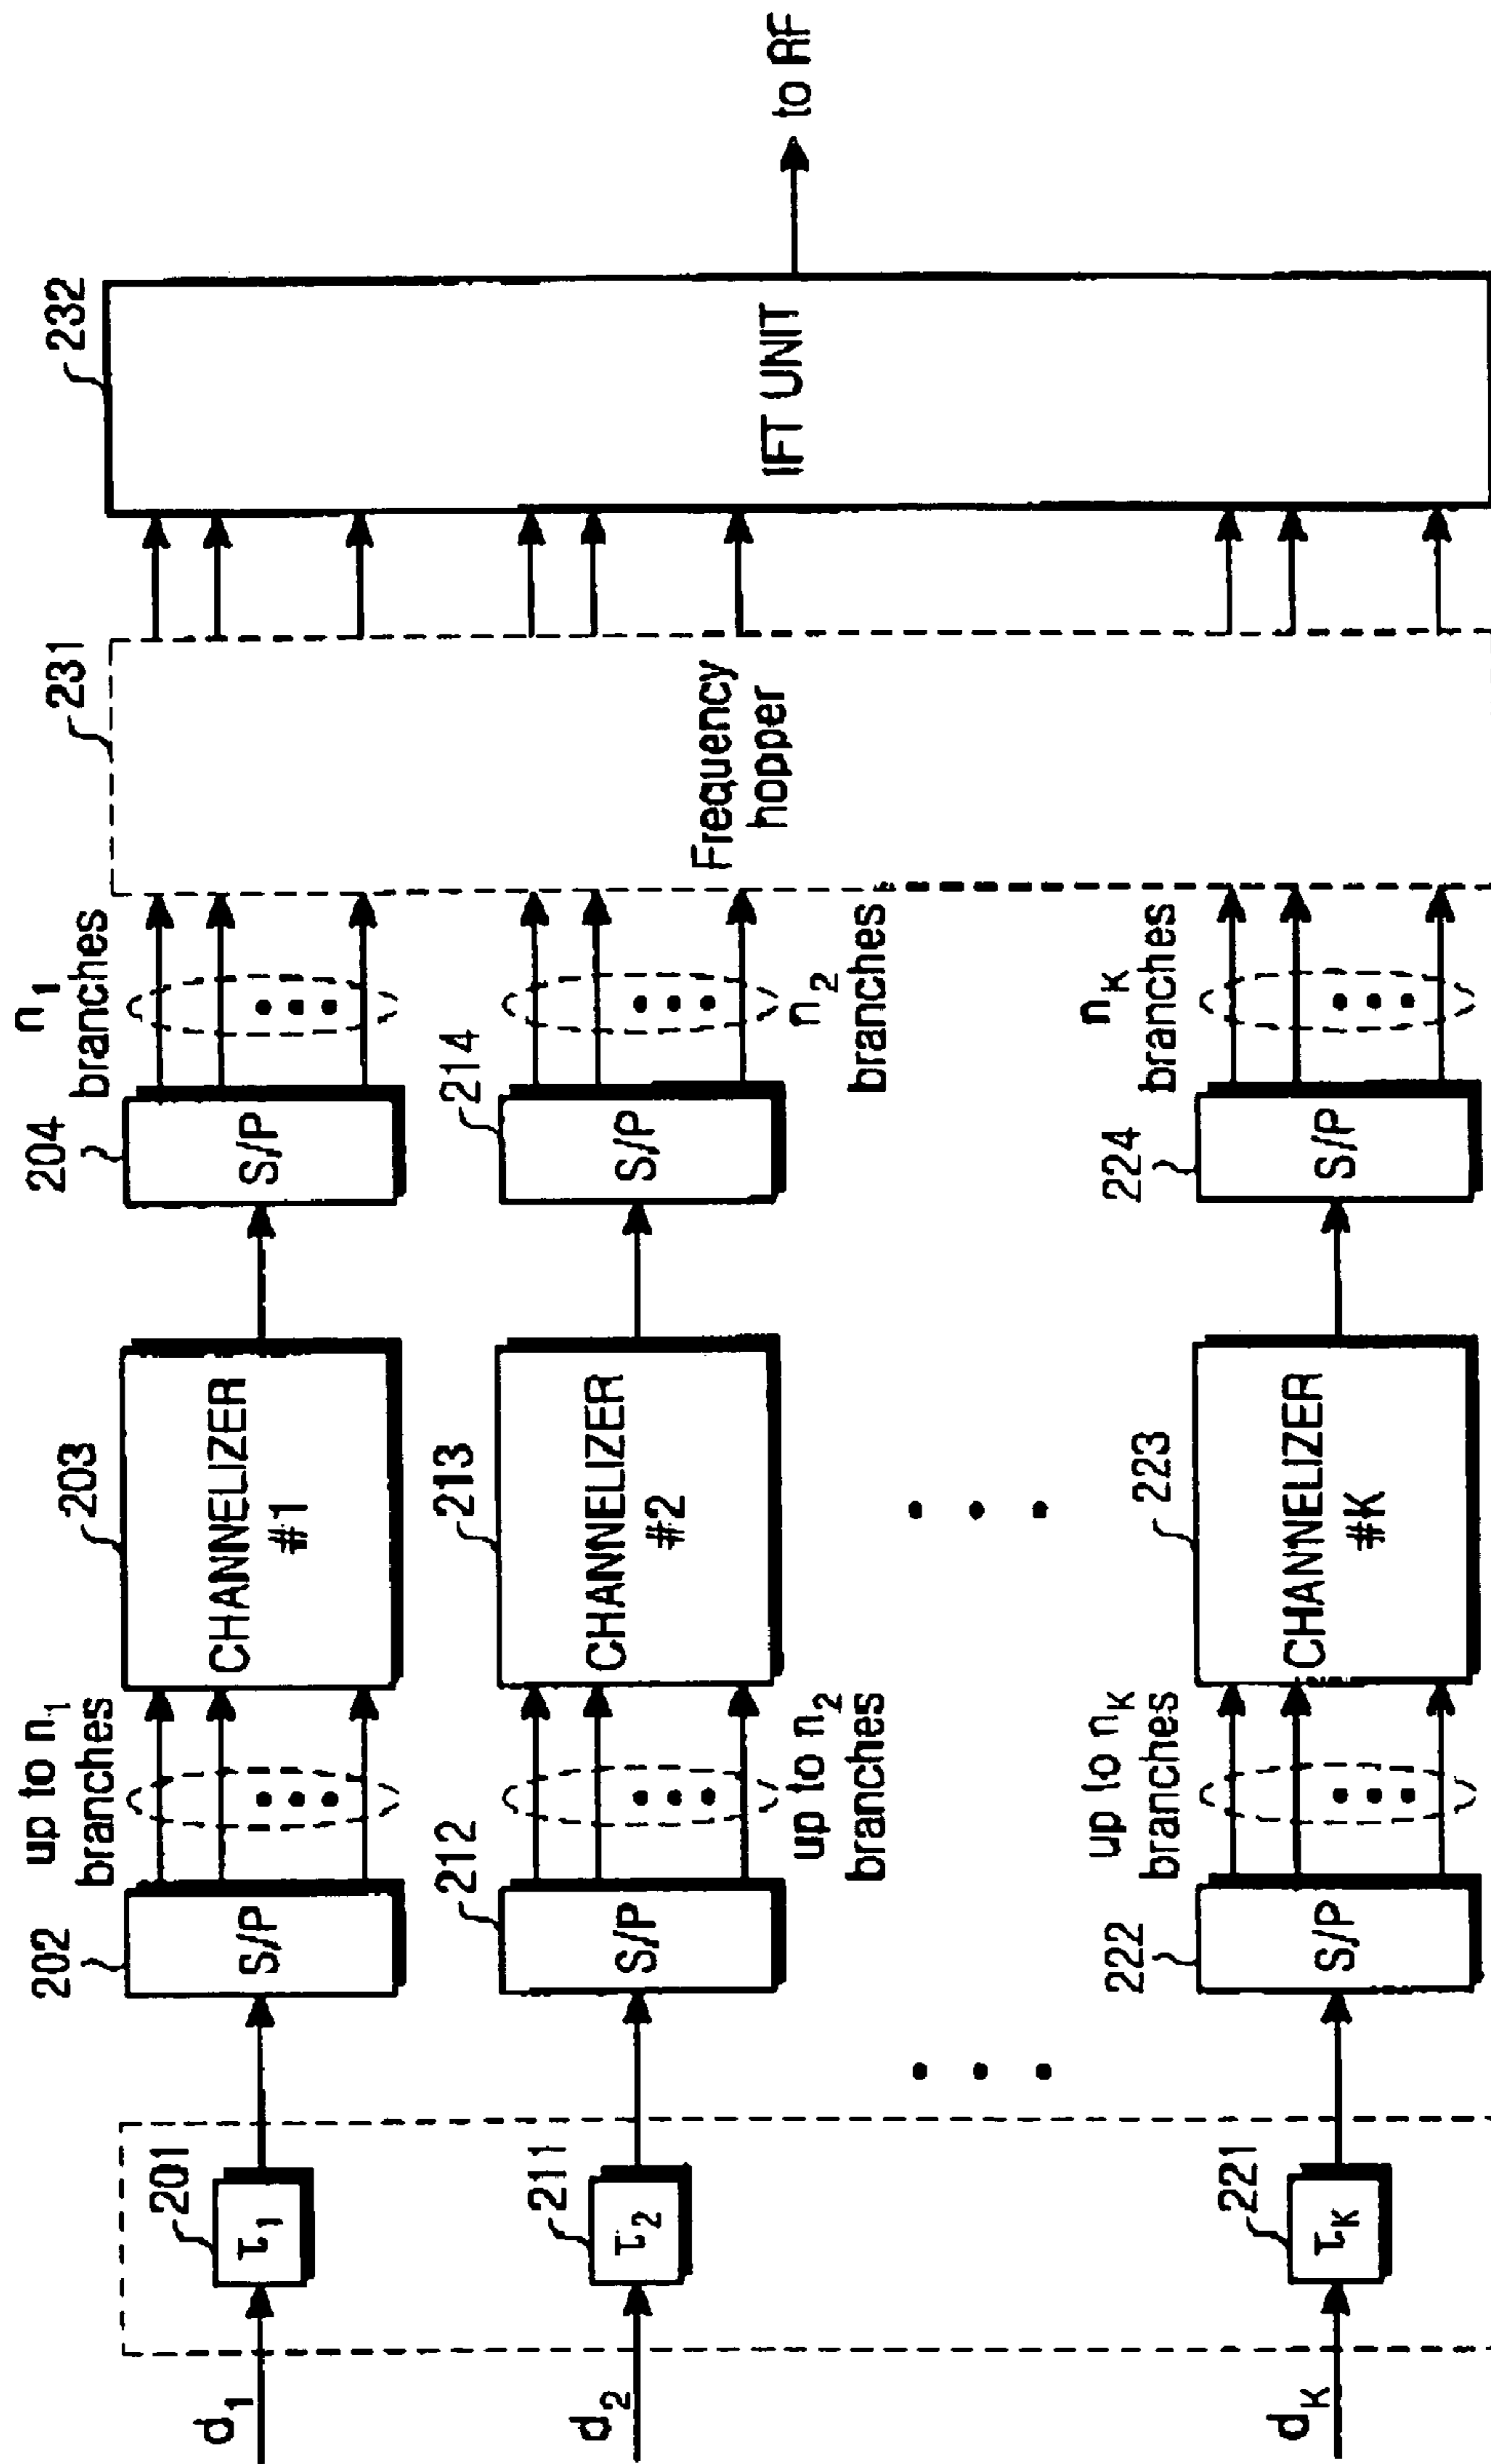 d1
201
τ1
202
S/P
up to n1
branches
203
CHANNELIZER
#1
204
S/P
n1
branches
231
Frequency
hopper
232
IFT UNIT
to RF
d2
211
τ2
212
S/P
up to n2
branches
213
CHANNELIZER
#2
214
S/P
n2
branches
dK
221
τK
222
S/P
up to nK
branches
223
CHANNELIZER
#K
224
S/P
nK
branches